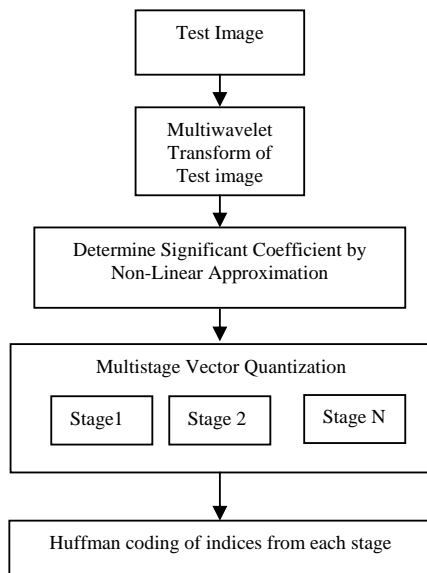 Test Image
Multiwavelet
Transform of
Test image
Determine Significant Coefficient by
Non-Linear Approximation
Multistage Vector Quantization
Stage1
Stage 2
Stage N
Huffman coding of indices from each stage